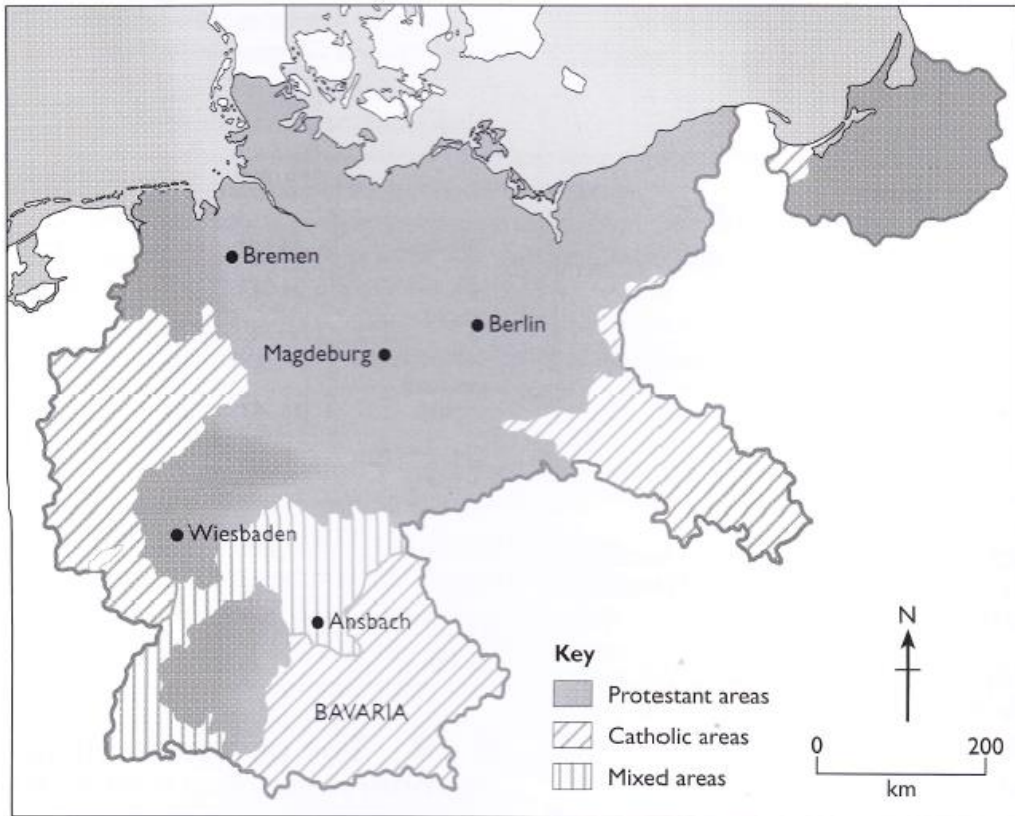 Bremen
Berlin
Magdeburg
Wiesbaden
Ansbach
BAVARIA
Key
Protestant areas
Catholic areas
Mixed areas
N
0 200
km